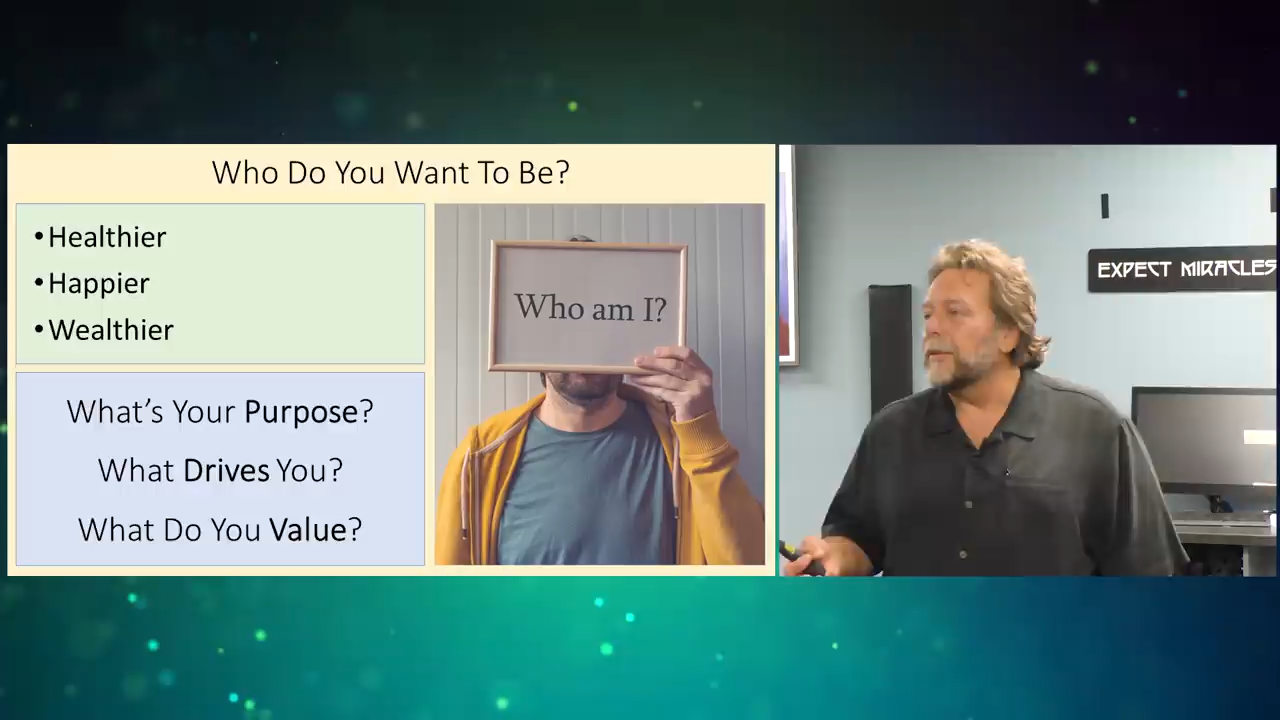 Who Do You Want To Be?
•Healthier
•Happier
•Wealthier
What's Your Purpose?
What Drives You?
What Do You Value?
Who am I?
EXPECT MIRACLES